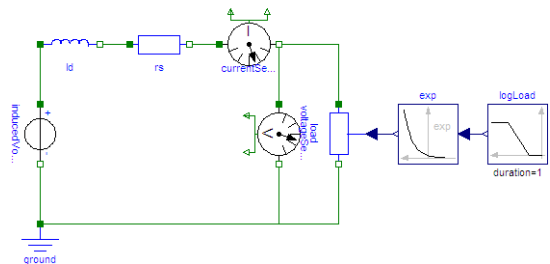 ld
rs
currentSe...
+
inducedVo...
-
I
V
voltageSe...
load
exp
exp
logLoad
duration=1
ground